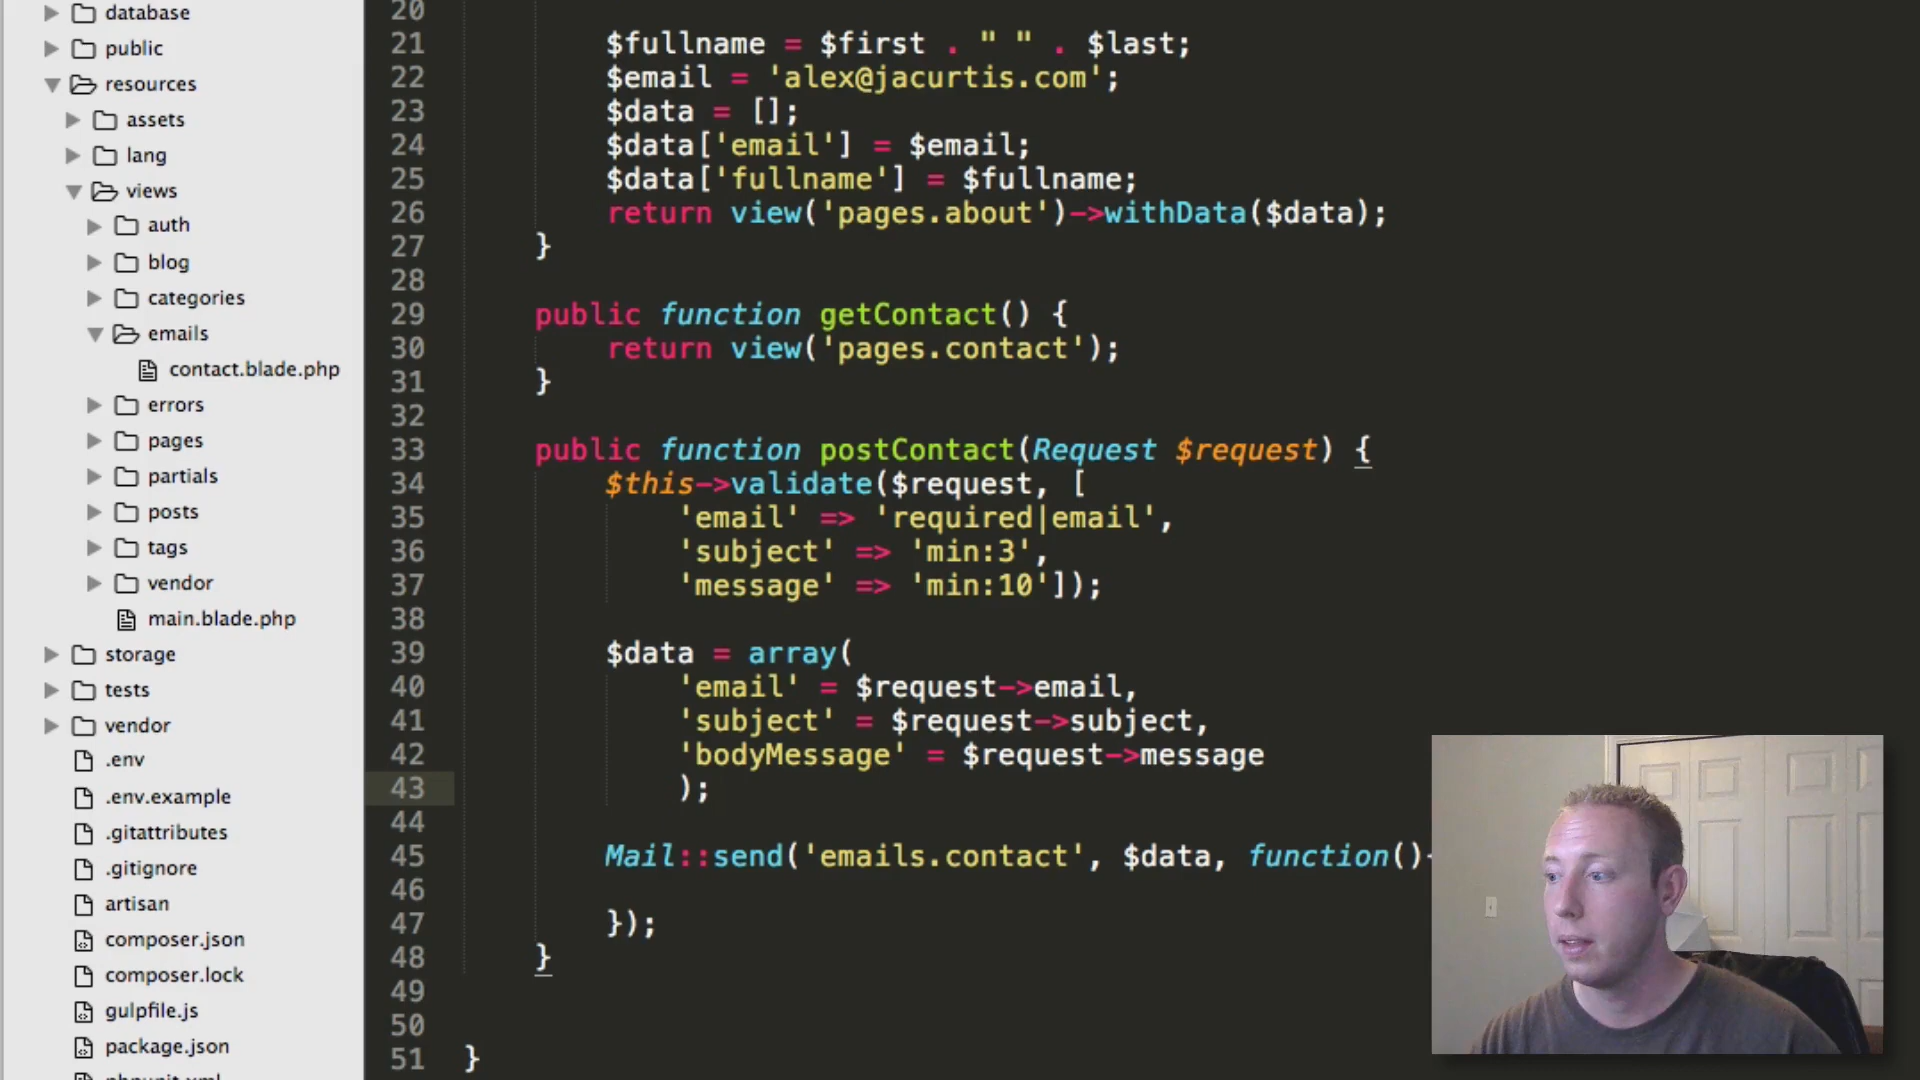 database
public
resources
assets
lang
views
auth
blog
categories
emails
contact.blade.php
errors
pages
partials
posts
tags
vendor
main.blade.php
storage
tests
vendor
.env
.env.example
.gitattributes
.gitignore
artisan
composer.json
composer.lock
gulpfile.js
package.json
phpunit.xml
20
21 $fullname = $first . " " . $last;
22 $email = 'alex@jacurtis.com';
23 $data = [];
24 $data['email'] = $email;
25 $data['fullname'] = $fullname;
26 return view('pages.about')->withData($data);
27 }
28
29 public function getContact() {
30 return view('pages.contact');
31 }
32
33 public function postContact(Request $request) {
34 $this->validate($request, [
35 'email' => 'required|email',
36 'subject' => 'min:3',
37 'message' => 'min:10']);
38
39 $data = array(
40 'email' = $request->email,
41 'subject' = $request->subject,
42 'bodyMessage' = $request->message
43 );
44
45 Mail::send('emails.contact', $data, function(){
46
47 });
48 }
49
50
51 }